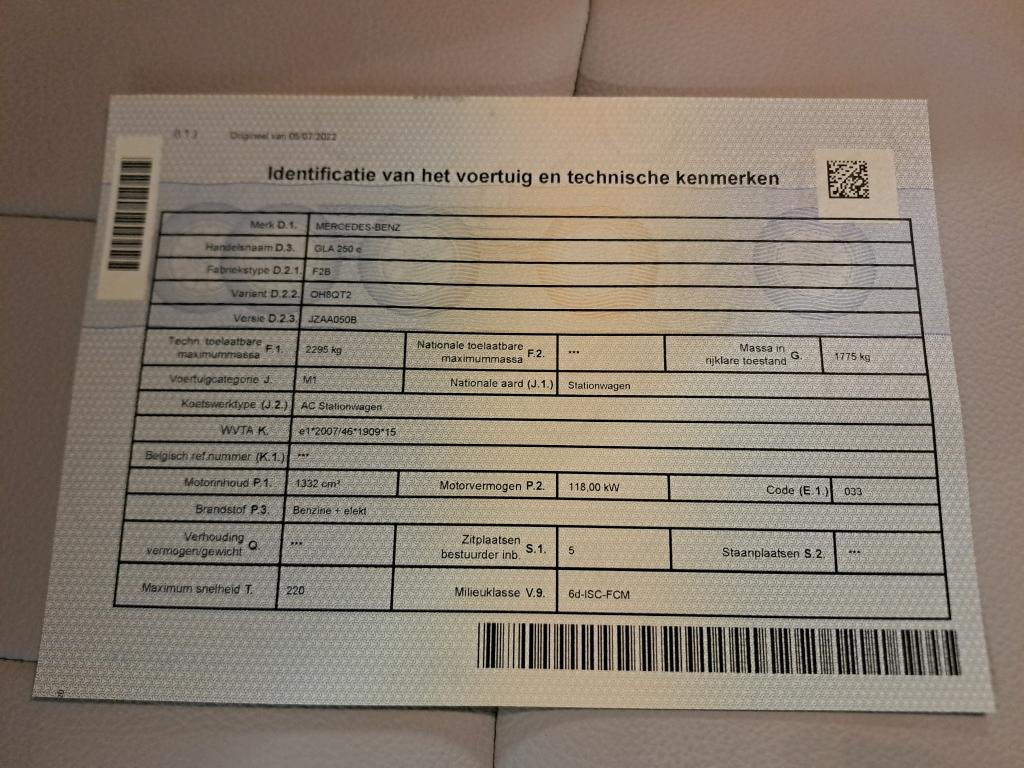 Origineel van 05/07/2022
Identificatie van het voertuig en technische kenmerken
Merk D.1. MERCEDES-BENZ
Handelsnaam D.3. GLA 250 e
Fabriekstype D.2.1. F2B
Variant D.2.2. OH8QT2
Versie D.2.3. JZAA050B
Techn. toelaatbare maximummassa F.1. 2295 kg Nationale toelaatbare maximummassa F.2. *** Massa in rijklare toestand G. 1775 kg
Voertuigcategorie J. M1 Nationale aard (J.1.) Stationwagen
Koetswerktype (J.2.) AC Stationwagen
WVTA K. e1*2007/46*1909*15
Belgisch ref.nummer (K.1.) ***
Motorinhoud P.1. 1332 cm³ Motorvermogen P.2. 118,00 kW Code (E.1.) 033
Brandstof P.3. Benzine + elekt
Verhouding vermogen/gewicht Q. *** Zitplaatsen bestuurder inb. S.1. 5 Staanplaatsen S.2. ***
Maximum snelheid T. 220 Milieuklasse V.9. 6d-ISC-FCM